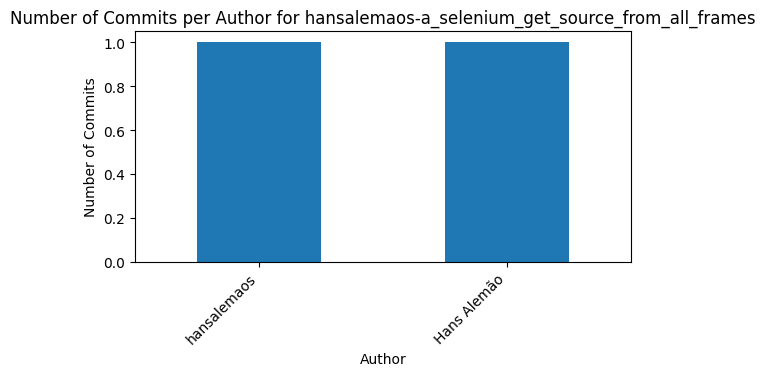 Number of Commits per Author for hansalemaos-a_selenium_get_source_from_all_frames
Number of Commits
1.0
0.8
0.6
0.4
0.2
0.0
hansalemaos
Hans Alemão
Author